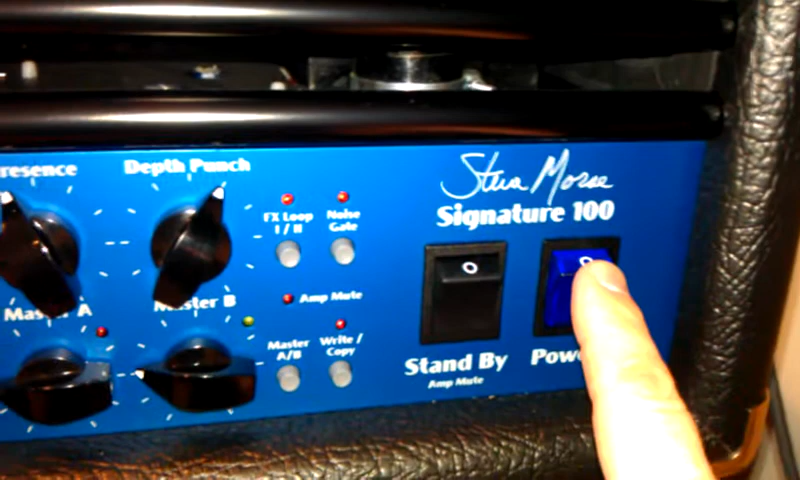 resence
Depth Punch
Steve Morse
Signature 100
FX Loop
I / II
Noise
Gate
Master A
Master B
Amp Mute
Master
A/B
Write /
Copy
Stand By
Amp Mute
Pow